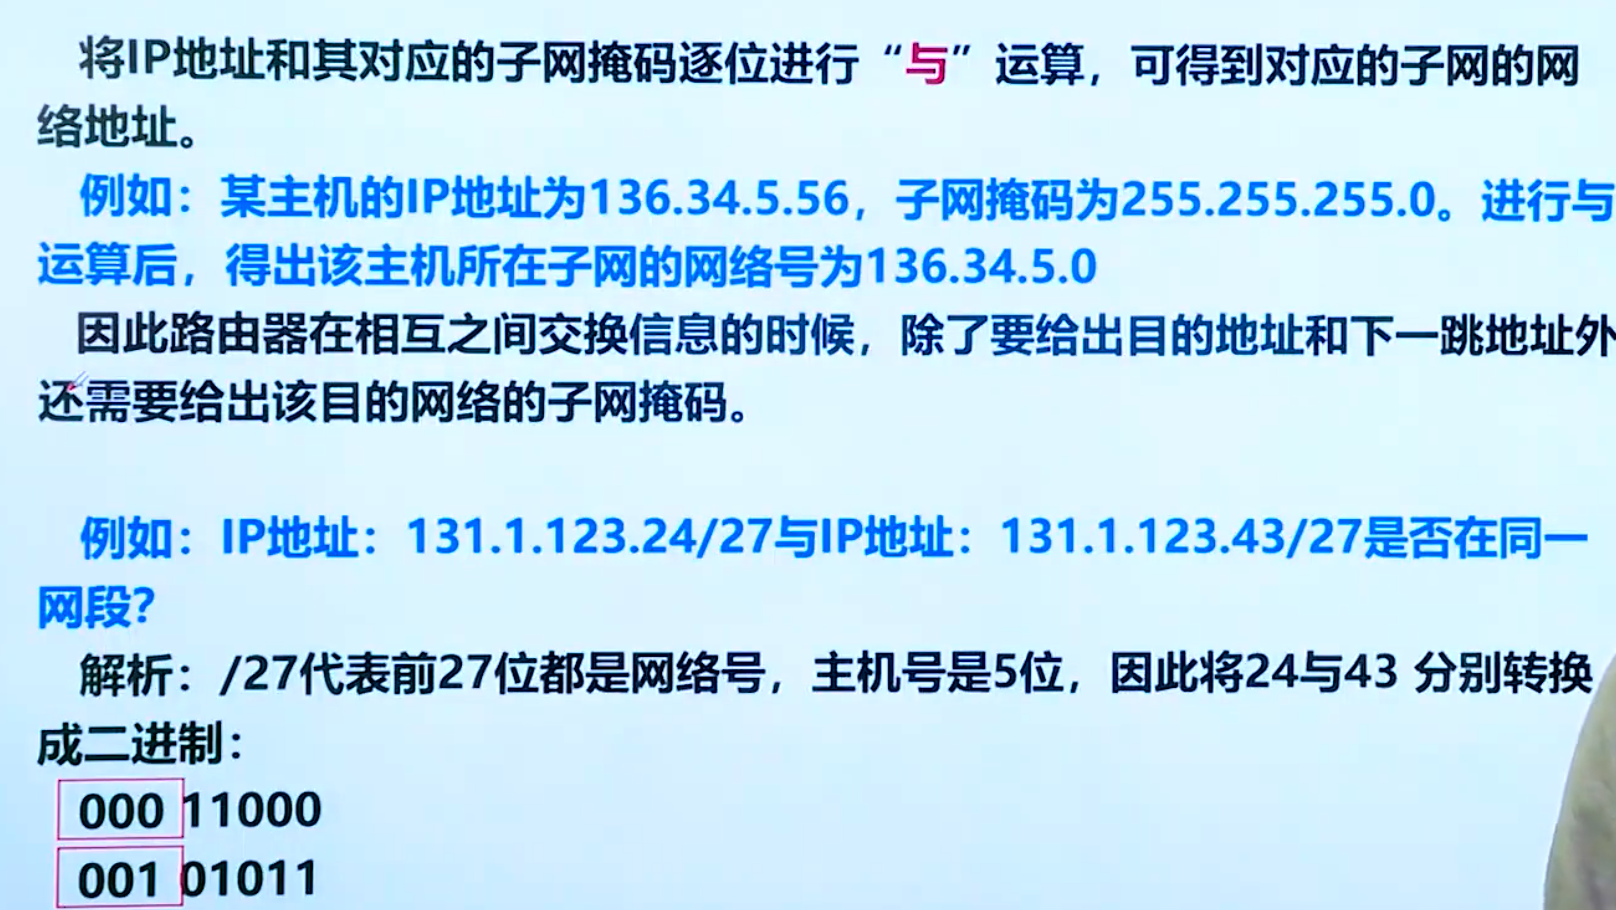 将IP地址和其对应的子网掩码逐位进行“与”运算，可得到对应的子网的网
络地址。
例如：某主机的IP地址为136.34.5.56，子网掩码为255.255.255.0。进行与
运算后，得出该主机所在子网的网络号为136.34.5.0
因此路由器在相互之间交换信息的时候，除了要给出目的地址和下一跳地址外
还需要给出该目的网络的子网掩码。
例如：IP地址：131.1.123.24/27与IP地址：131.1.123.43/27是否在同一
网段？
解析：/27代表前27位都是网络号，主机号是5位，因此将24与43 分别转换
成二进制：
000 11000
001 01011